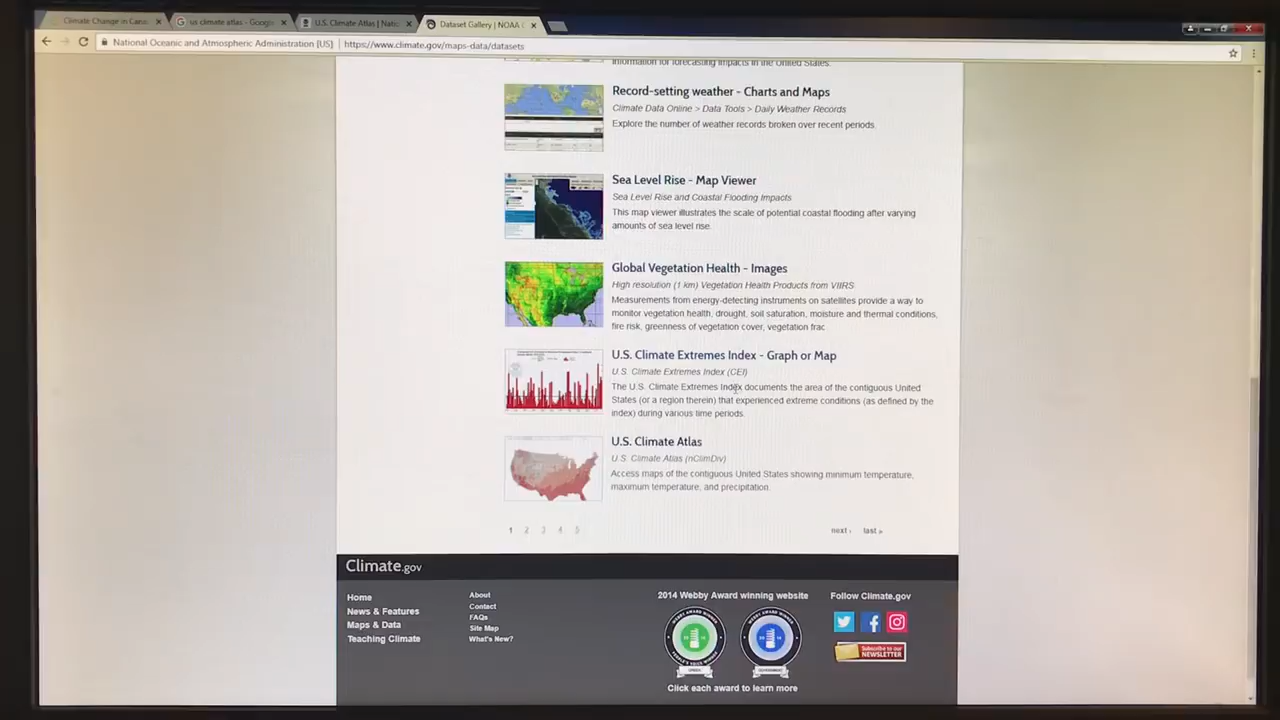 Climate Change in Cana
us climate atlas - Google
U.S. Climate Atlas | Natio
Dataset Gallery | NOAA C
National Oceanic and Atmospheric Administration [US]
https://www.climate.gov/maps-data/datasets
information for forecasting impacts in the United States.
Record-setting weather - Charts and Maps
Climate Data Online > Data Tools > Daily Weather Records
Explore the number of weather records broken over recent periods.
Sea Level Rise - Map Viewer
Sea Level Rise and Coastal Flooding Impacts
This map viewer illustrates the scale of potential coastal flooding after varying
amounts of sea level rise.
Global Vegetation Health - Images
High resolution (1 km) Vegetation Health Products from VIIRS
Measurements from energy-detecting instruments on satellites provide a way to
monitor vegetation health, drought, soil saturation, moisture and thermal conditions,
fire risk, greenness of vegetation cover, vegetation frac
U.S. Climate Extremes Index - Graph or Map
U.S. Climate Extremes Index (CEI)
The U.S. Climate Extremes Index documents the area of the contiguous United
States (or a region therein) that experienced extreme conditions (as defined by the
index) during various time periods.
U.S. Climate Atlas
U.S. Climate Atlas (nClimDiv)
Access maps of the contiguous United States showing minimum temperature,
maximum temperature, and precipitation.
1 2 3 4 5 next › last »
Climate.gov
Home
News & Features
Maps & Data
Teaching Climate
About
Contact
FAQs
Site Map
What's New?
2014 Webby Award winning website
Click each award to learn more
Follow Climate.gov
Subscribe to our
NEWSLETTER